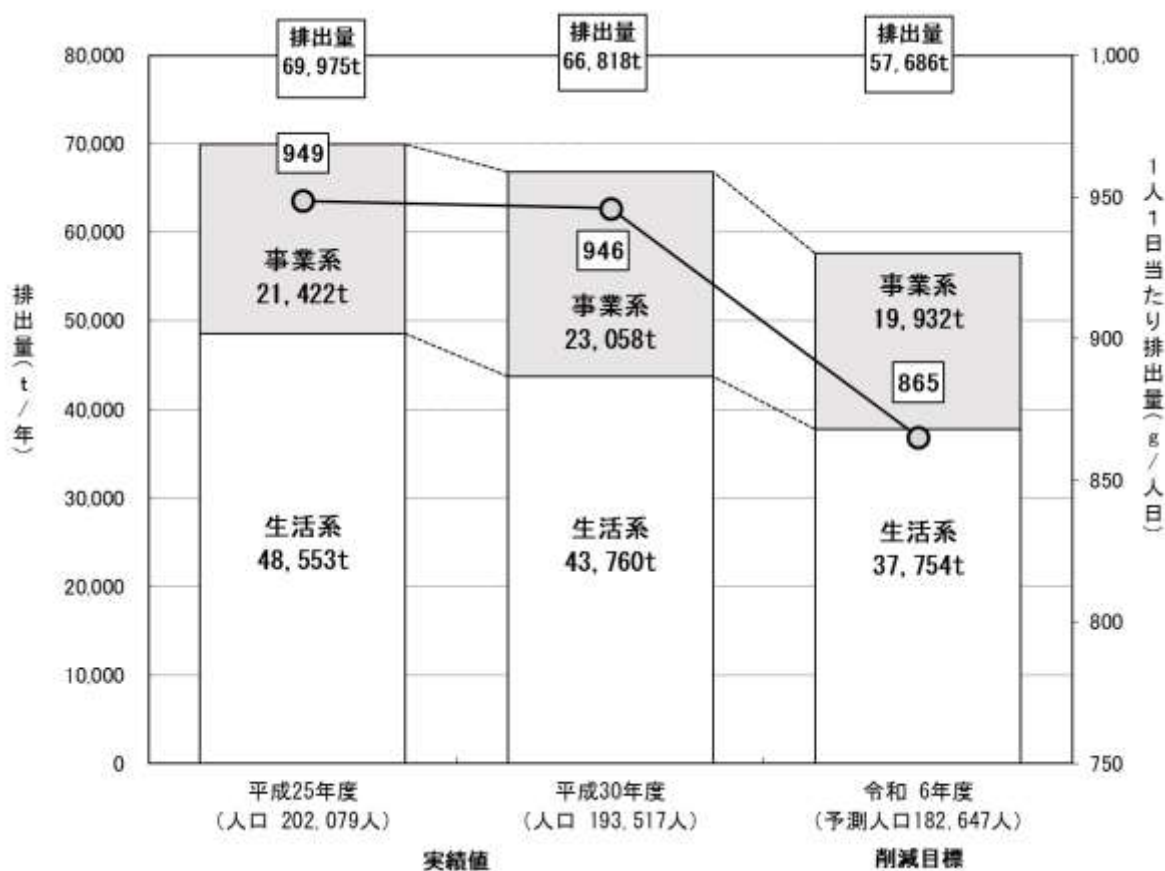 排出量
69,975t
排出量
66,818t
排出量
57,686t
80,000
70,000
60,000
50,000
40,000
30,000
20,000
10,000
0
排出量(t/年)
949
事業系
21,422t
生活系
48,553t
946
事業系
23,058t
生活系
43,760t
事業系
19,932t
865
生活系
37,754t
1,000
950
900
850
800
750
1人1日当たり排出量(g/人日)
平成25年度
(人口 202,079人)
平成30年度
(人口 193,517人)
令和 6年度
(予測人口182,647人)
実績値
削減目標